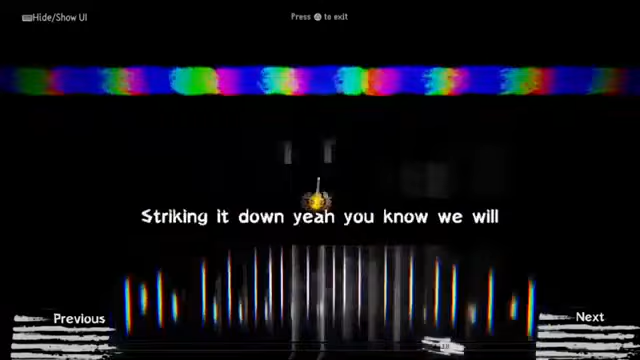 Hide/Show UI
Press to exit
Striking it down yeah you know we will
Previous
Next